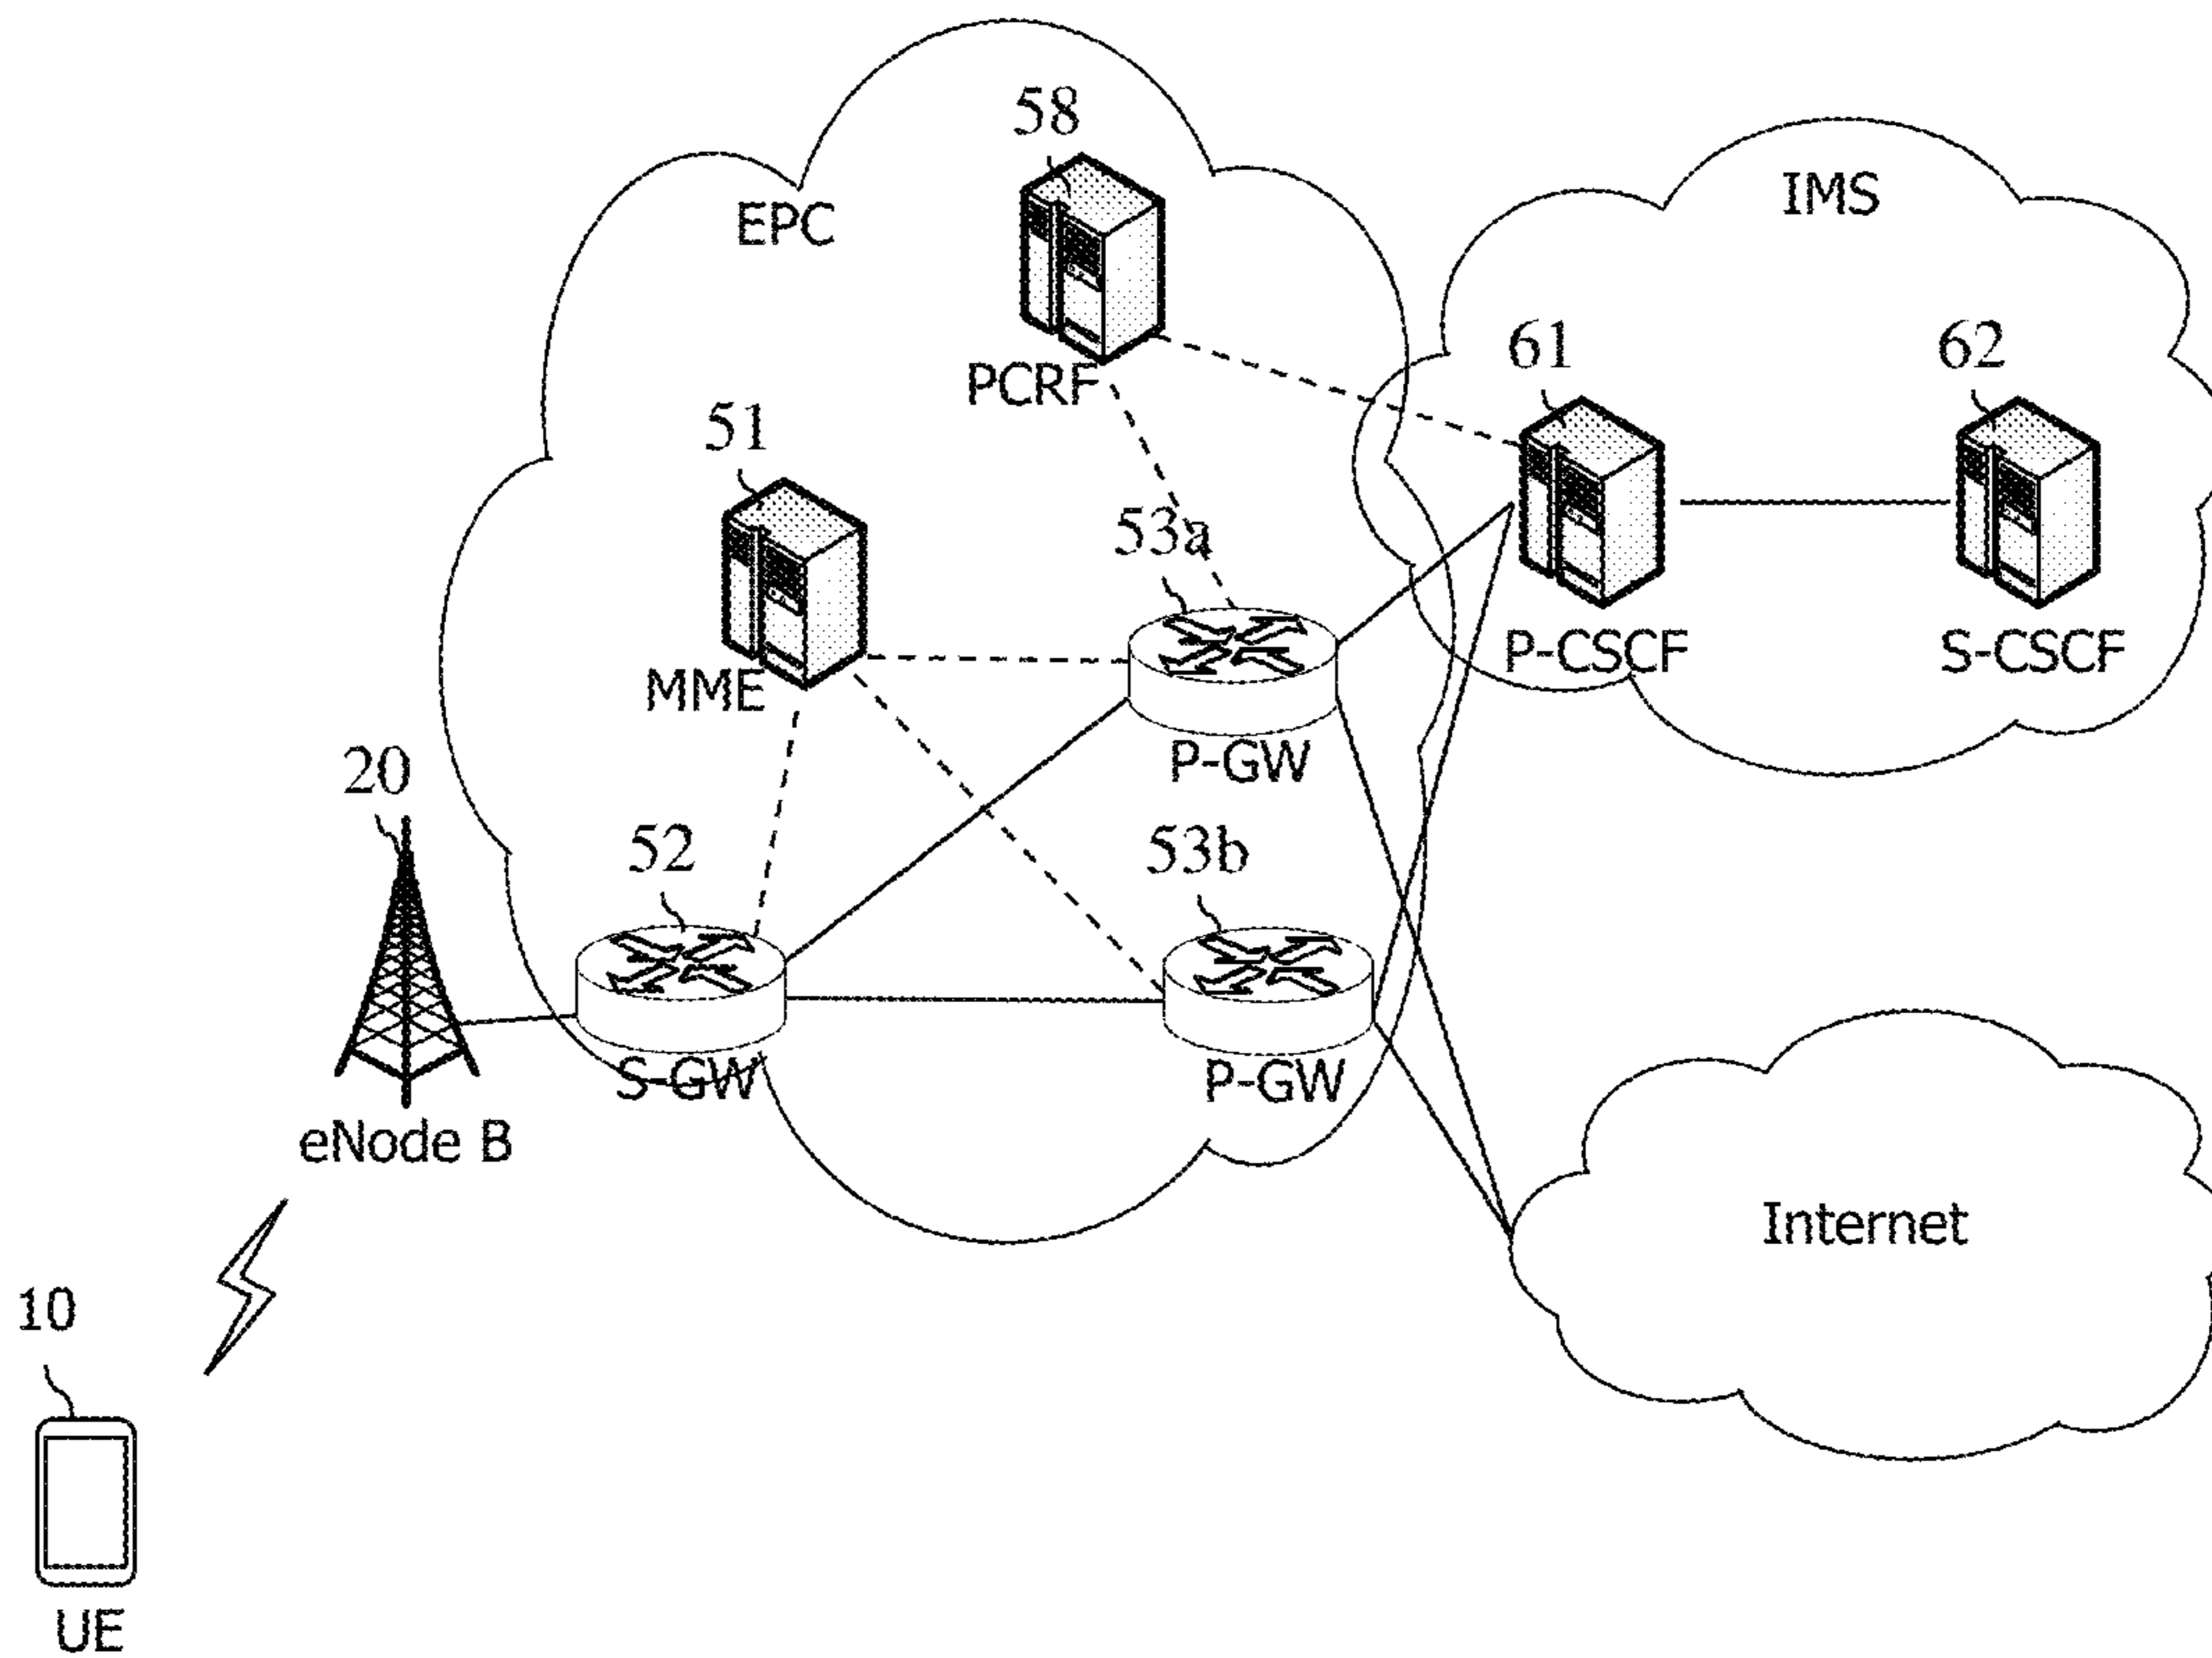 58
IMS
EPC
61
62
PCRF
51
53a
P-CSCF
S-CSCF
MME
P-GW
20
52
53b
S-GW
P-GW
eNode B
Internet
10
UE